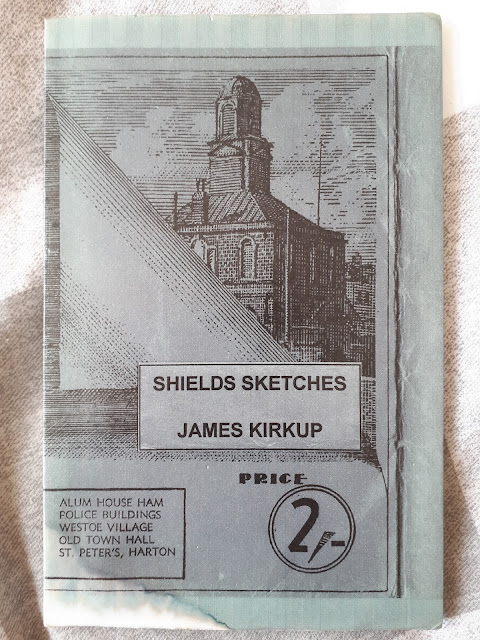 SHIELDS SKETCHES
JAMES KIRKUP
PRICE
2/-
ALUM HOUSE HAM
POLICE BUILDINGS
WESTOE VILLAGE
OLD TOWN HALL
ST. PETER'S, HARTON